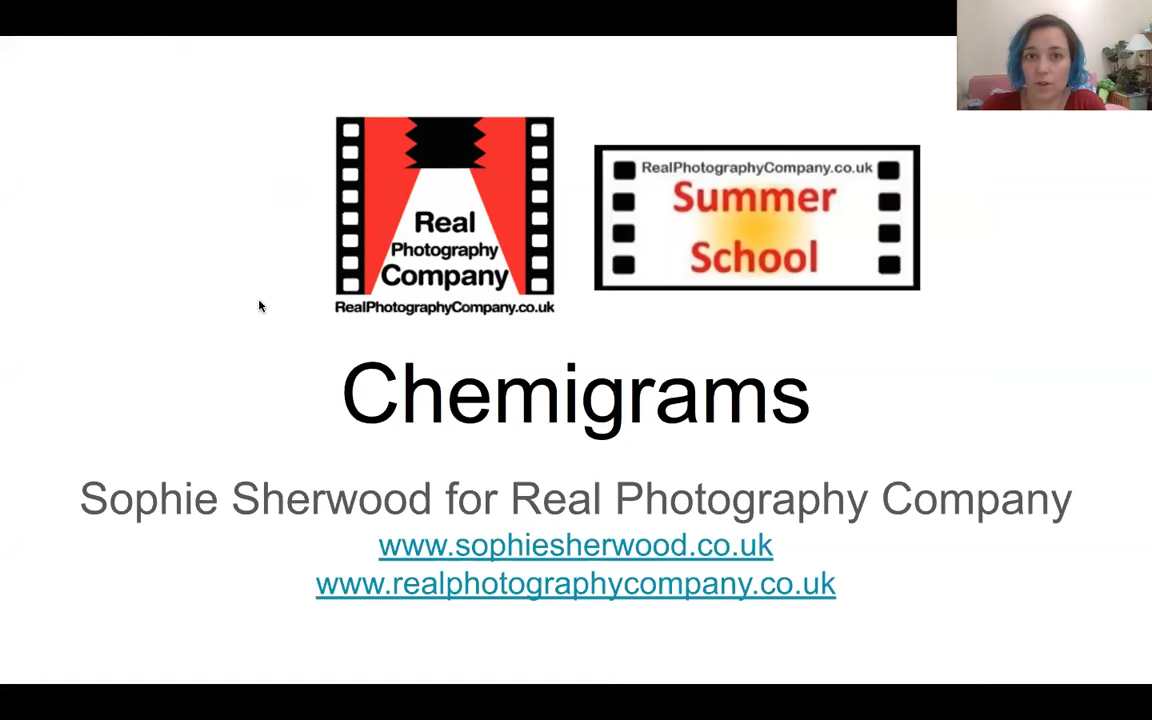 Real
Photography
Company
RealPhotographyCompany.co.uk
RealPhotographyCompany.co.uk
Summer
School
Chemigrams
Sophie Sherwood for Real Photography Company
www.sophiesherwood.co.uk
www.realphotographycompany.co.uk